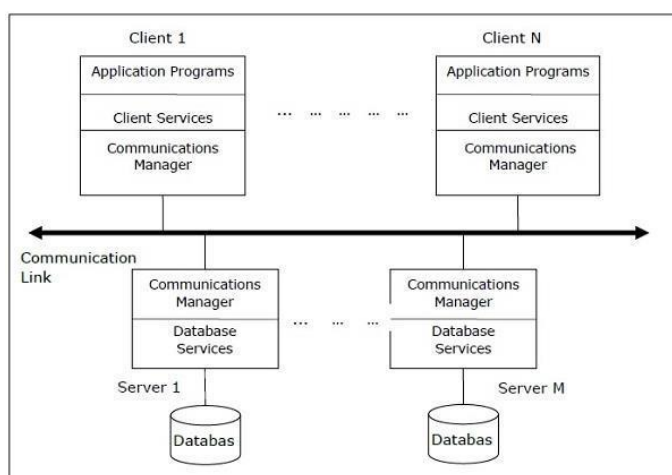 Client 1
Client N
Application Programs
Client Services
Communications
Manager
... ... ... ... ...
Application Programs
Client Services
Communications
Manager
Communication
Link
Communications
Manager
Database
Services
... ... ...
Communications
Manager
Database
Services
Server 1
Server M
Databas
Databas